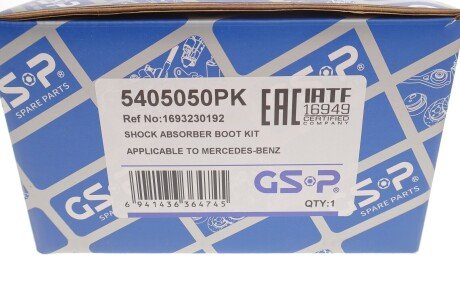 GSP
SPARE PARTS
5405050PK
Ref No:1693230192
SHOCK ABSORBER BOOT KIT
APPLICABLE TO MERCEDES-BENZ
EAC
IATF
16949
CERTIFIED
COMPANY
6 941436 364745
GSP
QTY:1
GSP
SPARE PARTS